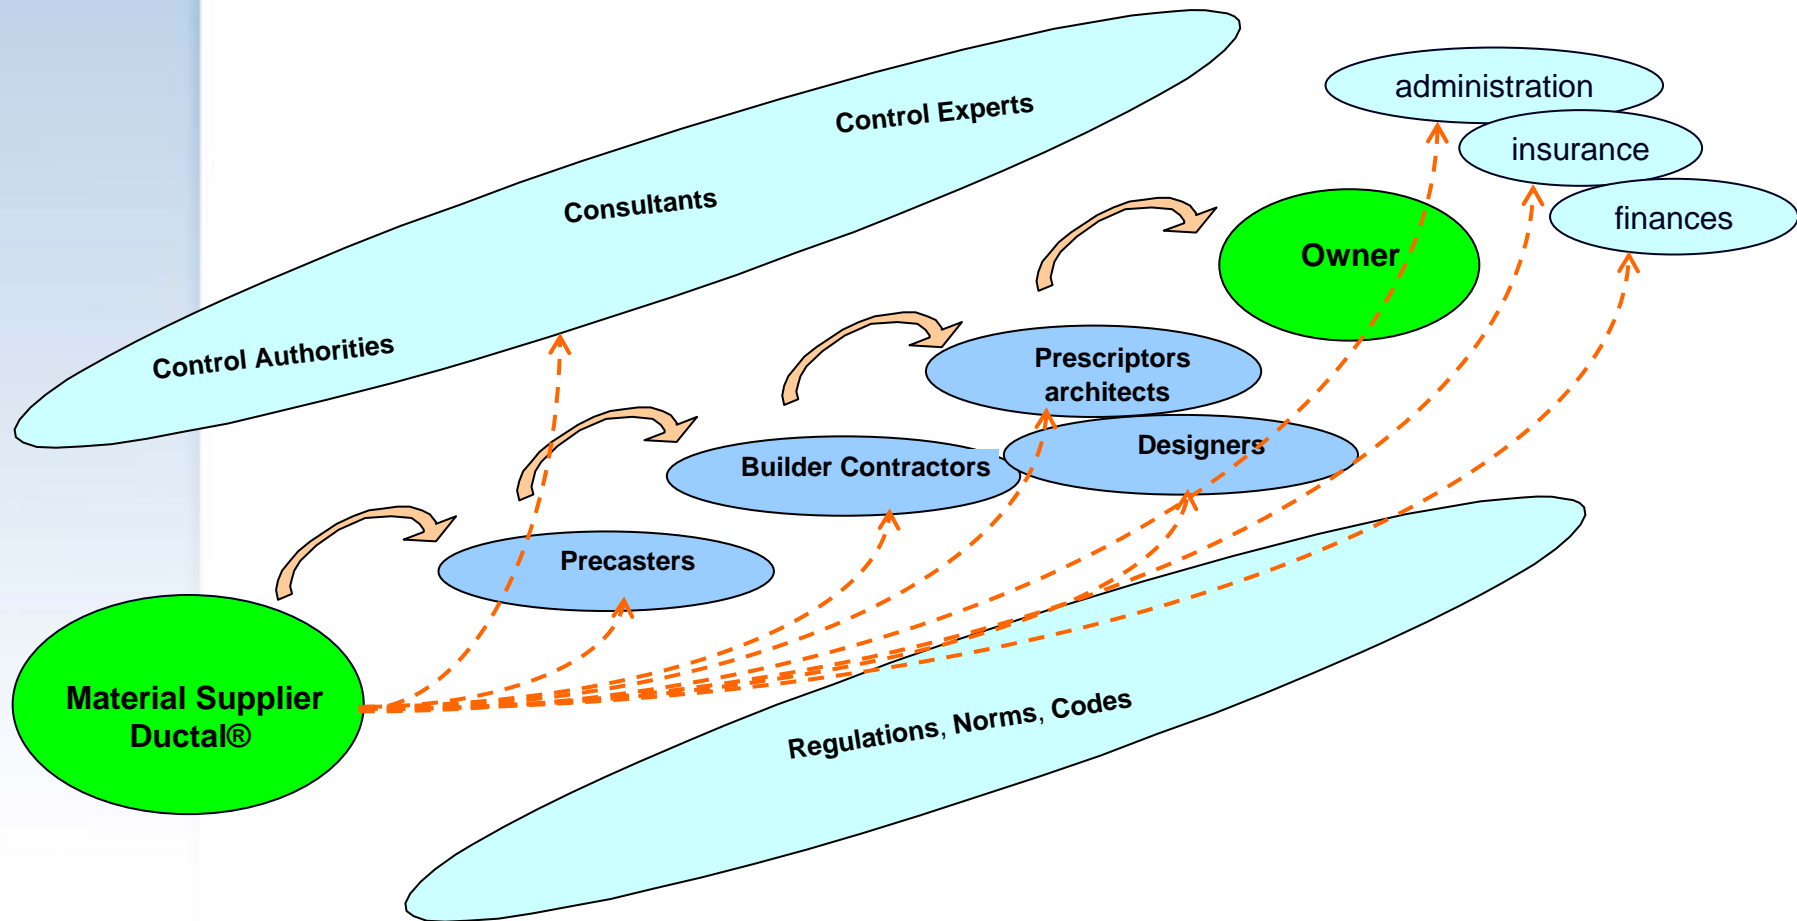 administration
Control Experts
insurance
Consultants
finances
Owner
Control Authorities
Prescriptors
architects
Designers
Builder Contractors
Precasters
Material Supplier
Ductal®
Regulations, Norms, Codes